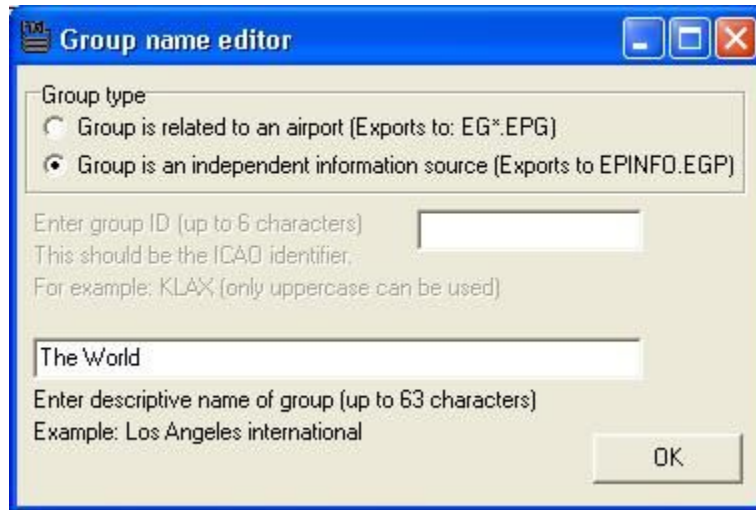 Group name editor
Group type
Group is related to an airport (Exports to: EG*.EPG)
Group is an independent information source (Exports to EPINFO.EGP)
Enter group ID (up to 6 characters)
This should be the ICAO identifier.
For example: KLAX (only uppercase can be used)
The World
Enter descriptive name of group (up to 63 characters)
Example: Los Angeles international
OK